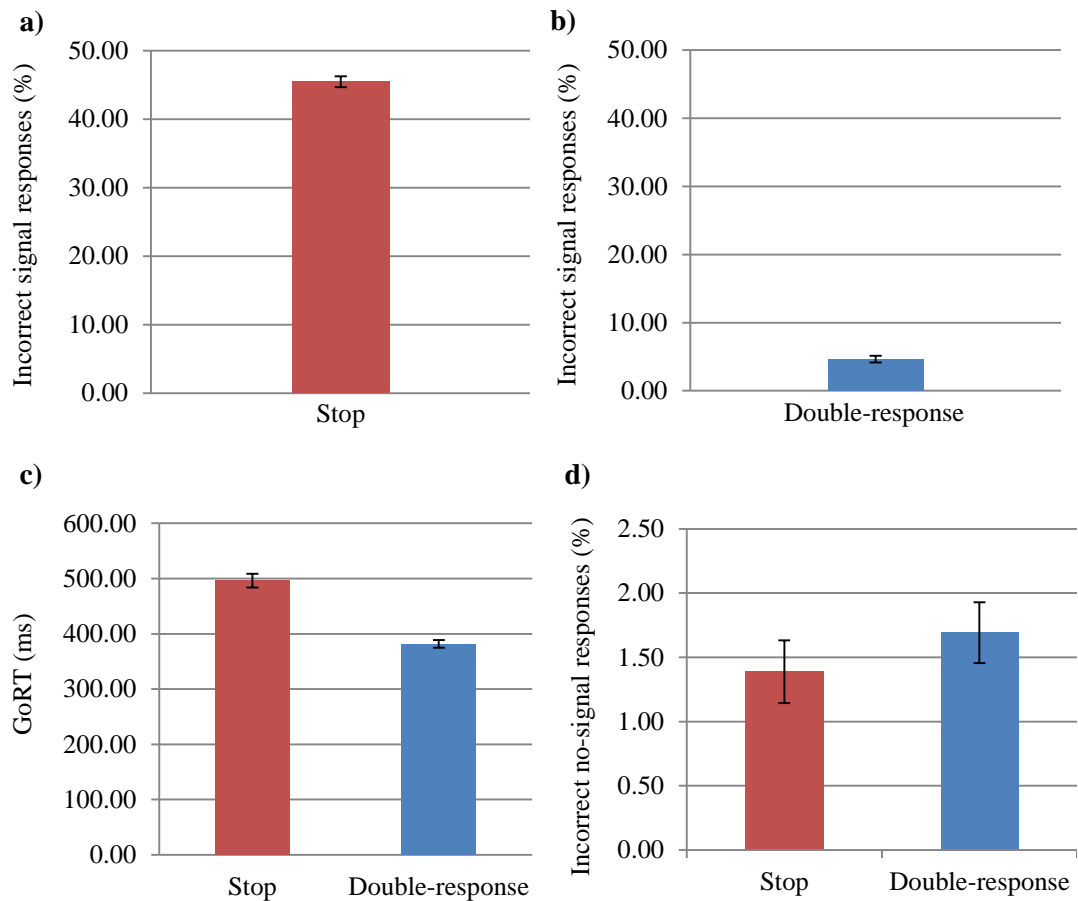 a)
Incorrect signal responses (%)
50.00
40.00
30.00
20.00
10.00
0.00
Stop
b)
Incorrect signal responses (%)
50.00
40.00
30.00
20.00
10.00
0.00
Double-response
c)
GoRT (ms)
600.00
500.00
400.00
300.00
200.00
100.00
0.00
Stop Double-response
d)
Incorrect no-signal responses (%)
2.50
2.00
1.50
1.00
0.50
0.00
Stop Double-response